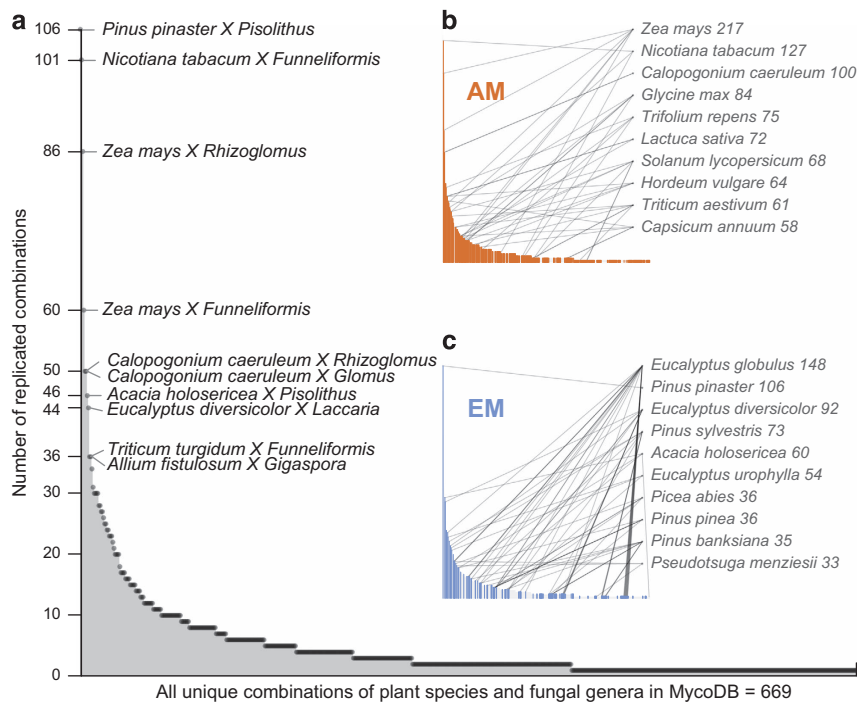 a
Number of replicated combinations
106
101
86
60
50
46
44
36
30
20
10
0
Pinus pinaster X Pisolithus
Nicotiana tabacum X Funneliformis
Zea mays X Rhizoglomus
Zea mays X Funneliformis
Calopogonium caeruleum X Rhizoglomus
Calopogonium caeruleum X Glomus
Acacia holosericea X Pisolithus
Eucalyptus diversicolor X Laccaria
Triticum turgidum X Funneliformis
Allium fistulosum X Gigaspora
All unique combinations of plant species and fungal genera in MycoDB = 669
b
AM
Zea mays 217
Nicotiana tabacum 127
Calopogonium caeruleum 100
Glycine max 84
Trifolium repens 75
Lactuca sativa 72
Solanum lycopersicum 68
Hordeum vulgare 64
Triticum aestivum 61
Capsicum annuum 58
c
EM
Eucalyptus globulus 148
Pinus pinaster 106
Eucalyptus diversicolor 92
Pinus sylvestris 73
Acacia holosericea 60
Eucalyptus urophylla 54
Picea abies 36
Pinus pinea 36
Pinus banksiana 35
Pseudotsuga menziesii 33